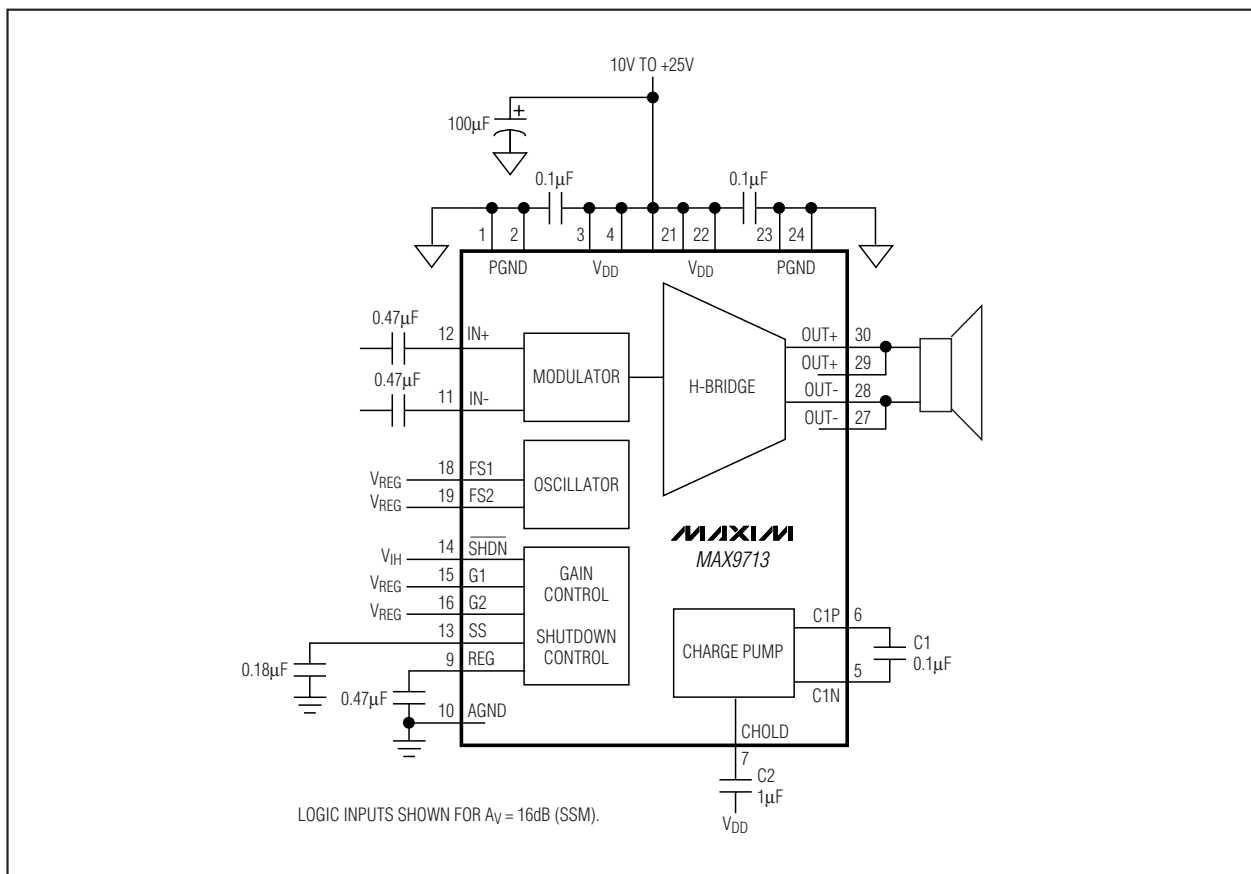 10V TO +25V
+
100µF
0.1µF
0.1µF
1
2
3
4
21
22
23
24
PGND
VDD
VDD
PGND
0.47µF
12
IN+
MODULATOR
0.47µF
11
IN-
H-BRIDGE
OUT+
30
OUT+
29
OUT-
28
OUT-
27
VREG
18
FS1
VREG
19
FS2
OSCILLATOR
MAXIM
MAX9713
VIH
14
SHDN
VREG
15
G1
VREG
16
G2
13
SS
9
REG
GAIN
CONTROL
SHUTDOWN
CONTROL
0.18µF
0.47µF
10
AGND
CHARGE PUMP
C1P
6
C1
0.1µF
5
C1N
CHOLD
7
C2
1µF
VDD
LOGIC INPUTS SHOWN FOR AV = 16dB (SSM).